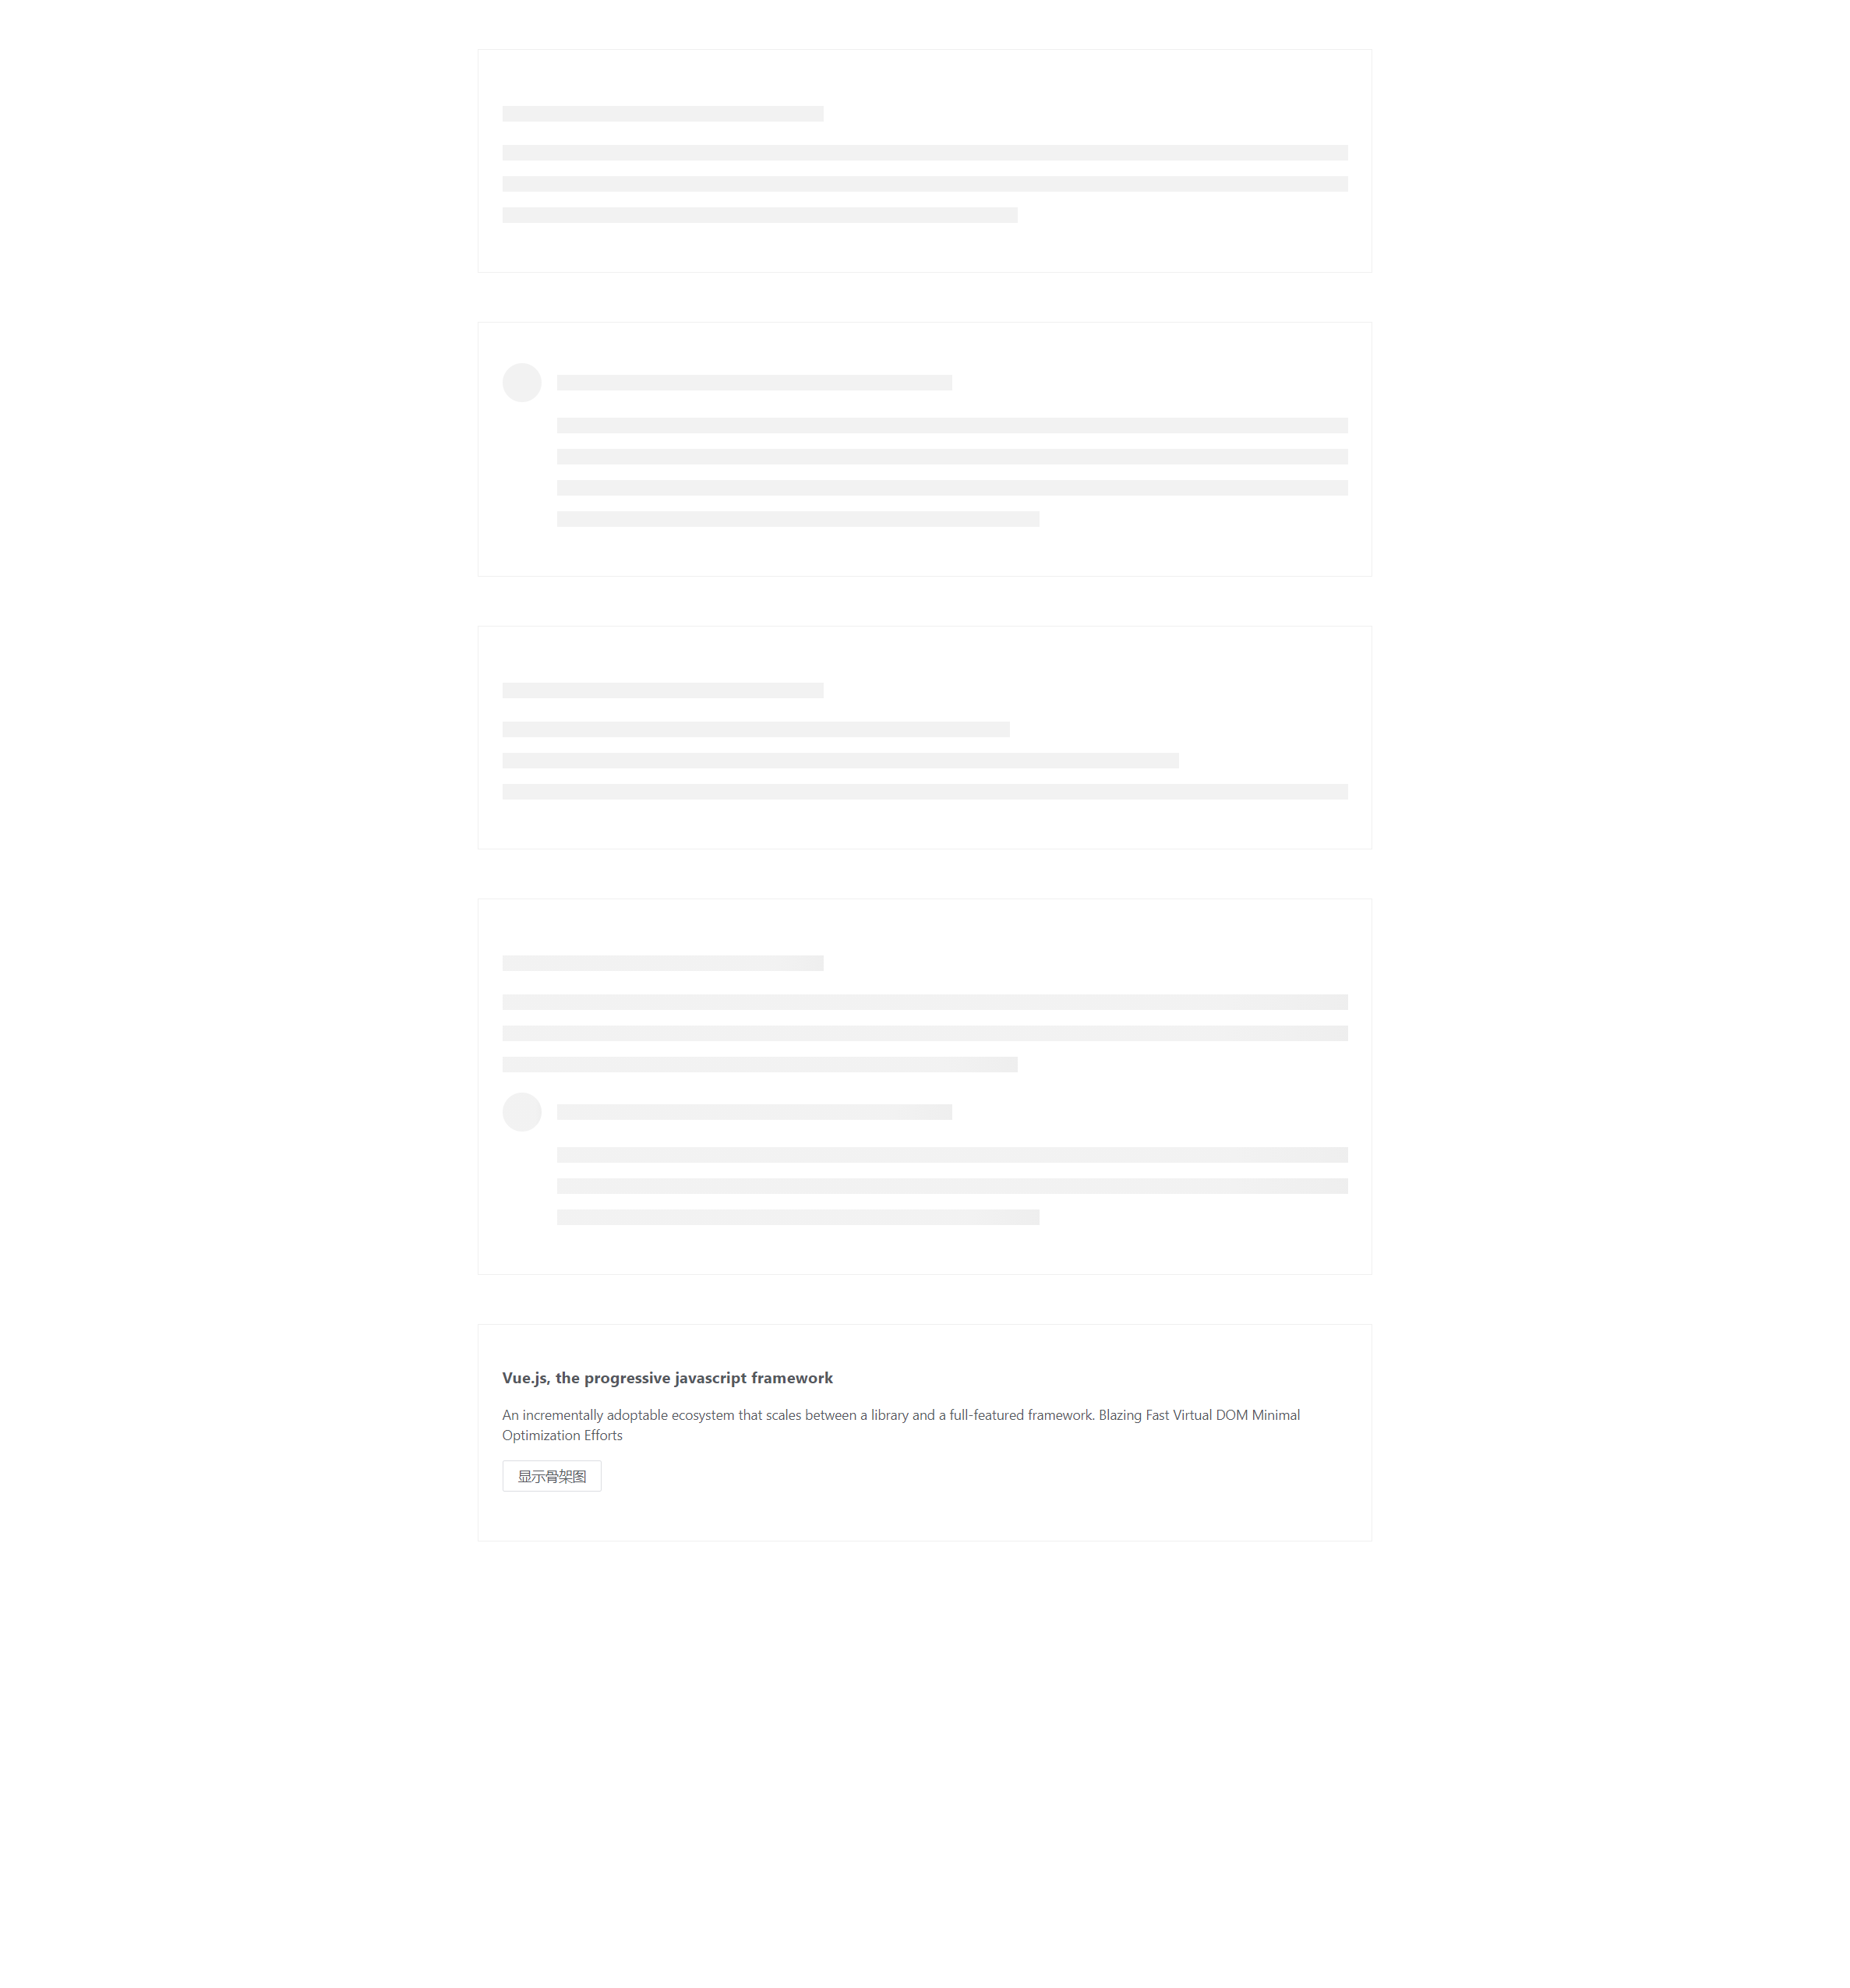 Vue.js, the progressive javascript framework
An incrementally adoptable ecosystem that scales between a library and a full-featured framework. Blazing Fast Virtual DOM Minimal
Optimization Efforts
显示骨架图